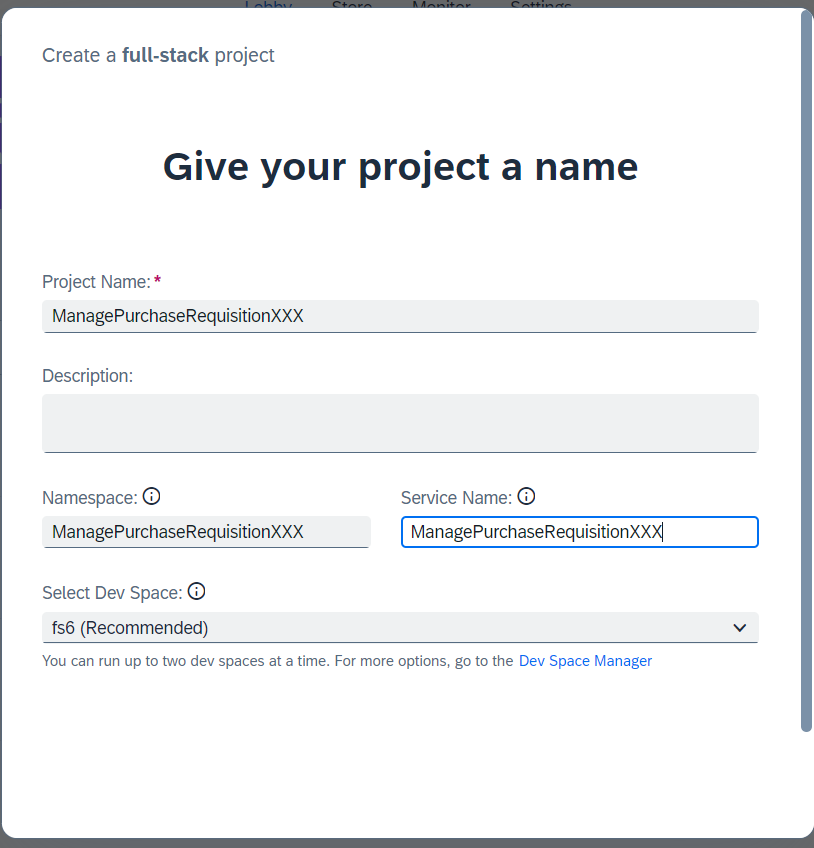 Lobby Store Monitor Settings
Create a full-stack project
Give your project a name
Project Name: *
ManagePurchaseRequisitionXXX
Description:
Namespace:
Service Name:
ManagePurchaseRequisitionXXX
ManagePurchaseRequisitionXXX
Select Dev Space:
fs6 (Recommended)
You can run up to two dev spaces at a time. For more options, go to the Dev Space Manager